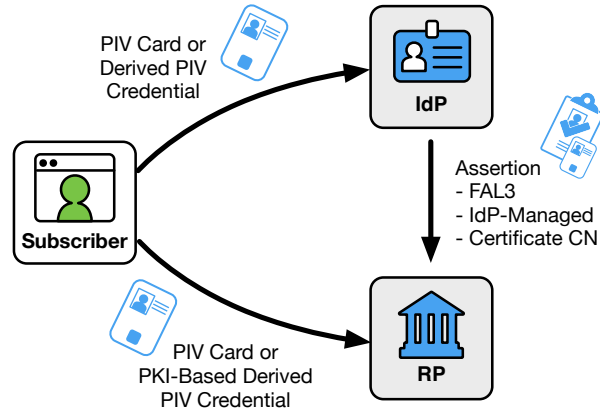 PIV Card or
Derived PIV
Credential
IdP
Subscriber
Assertion
- FAL3
- IdP-Managed
- Certificate CN
PIV Card or
PKI-Based Derived
PIV Credential
RP